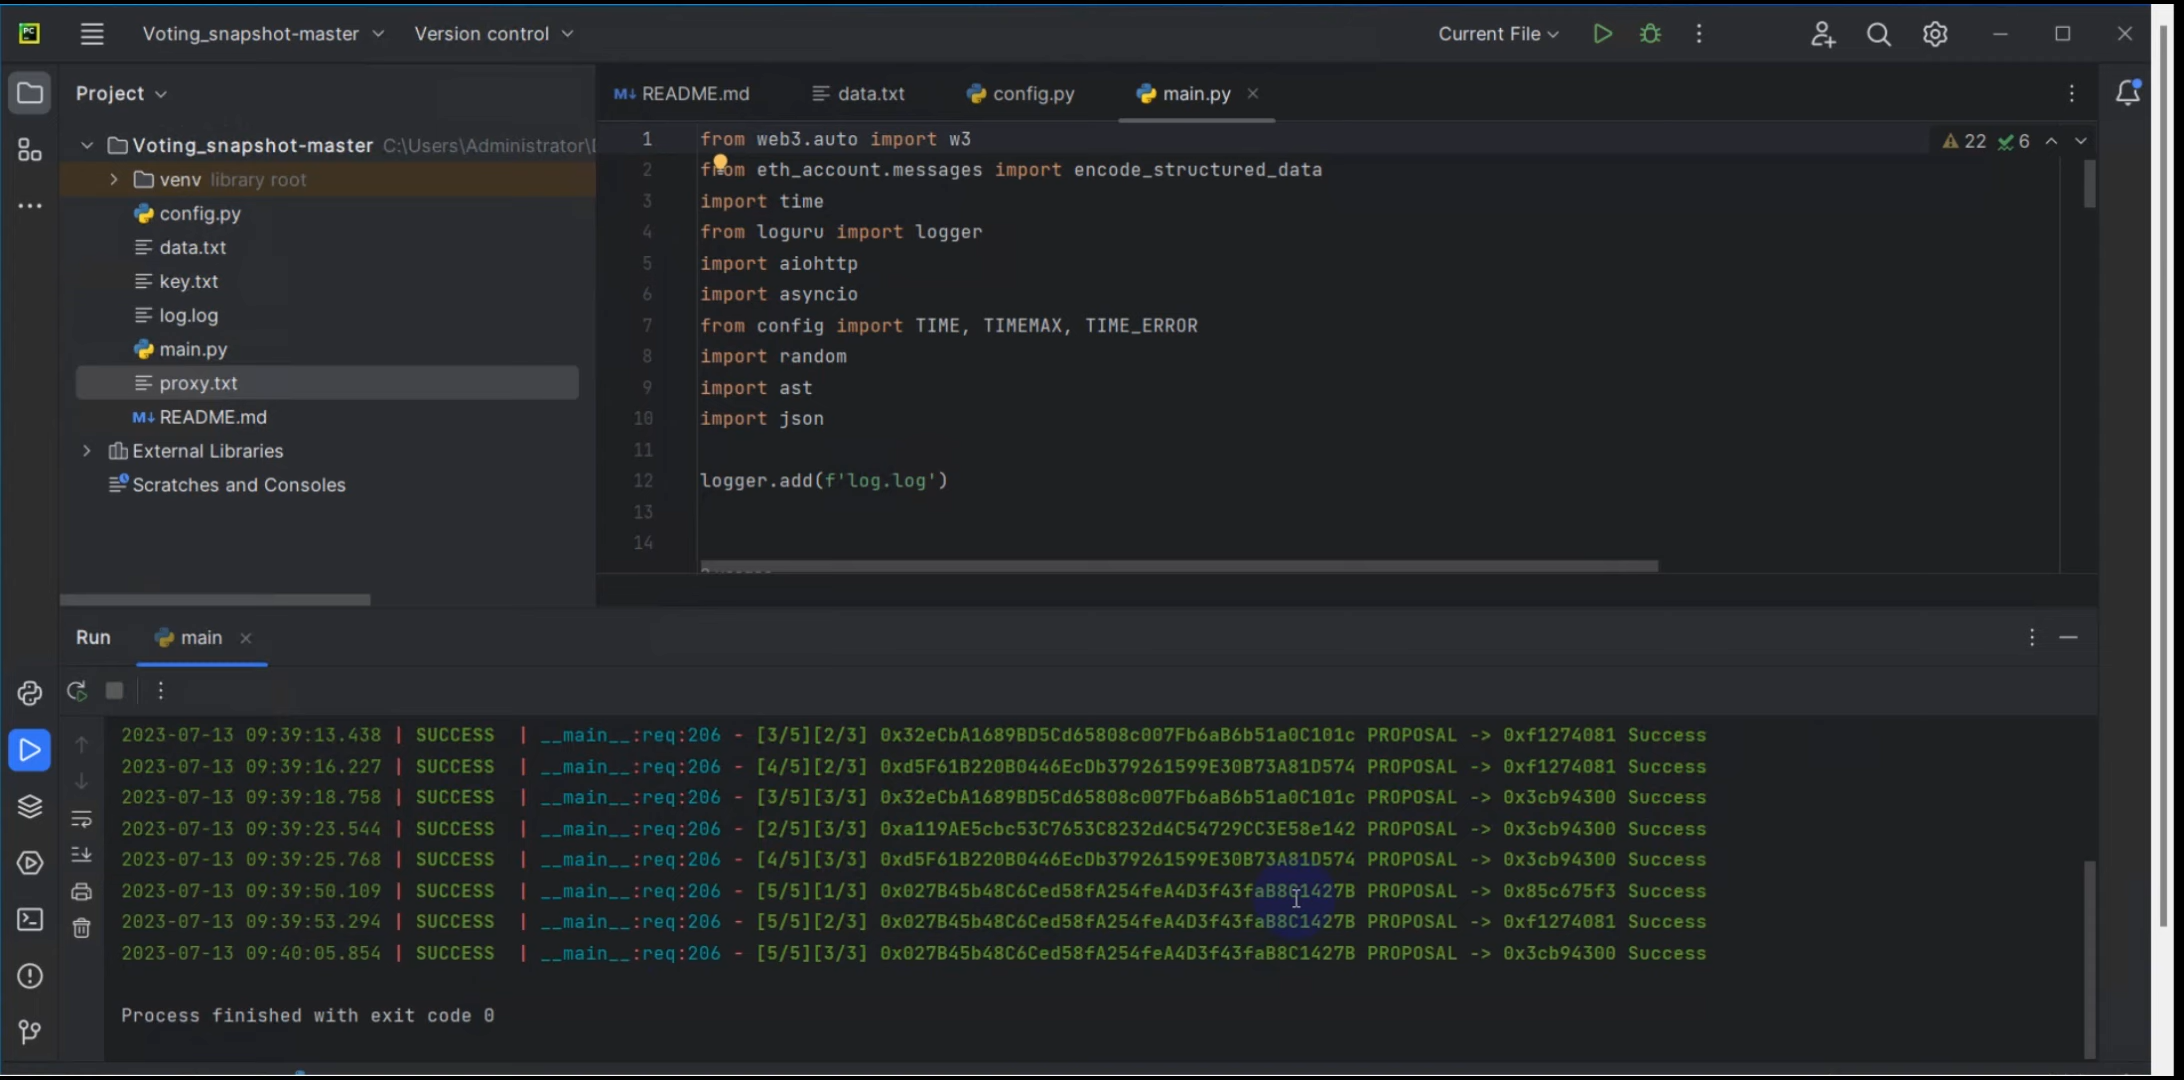 PC
Voting_snapshot-master
Version control
Current File
Project
README.md
data.txt
config.py
main.py
Voting_snapshot-master C:\Users\Administrator\
venv library root
config.py
data.txt
key.txt
log.log
main.py
proxy.txt
README.md
External Libraries
Scratches and Consoles
22 6
1 from web3.auto import w3
2 from eth_account.messages import encode_structured_data
3 import time
4 from loguru import logger
5 import aiohttp
6 import asyncio
7 from config import TIME, TIMEMAX, TIME_ERROR
8 import random
9 import ast
10 import json
11
12 logger.add(f'log.log')
13
14
Run
main
2023-07-13 09:39:13.438 | SUCCESS | __main__:req:206 - [3/5][2/3] 0x32eCbA1689BD5Cd65808c007Fb6aB6b51a0C101c PROPOSAL -> 0xf1274081 Success
2023-07-13 09:39:16.227 | SUCCESS | __main__:req:206 - [4/5][2/3] 0xd5F61B220B0446EcDb379261599E30B73A81D574 PROPOSAL -> 0xf1274081 Success
2023-07-13 09:39:18.758 | SUCCESS | __main__:req:206 - [3/5][3/3] 0x32eCbA1689BD5Cd65808c007Fb6aB6b51a0C101c PROPOSAL -> 0x3cb94300 Success
2023-07-13 09:39:23.544 | SUCCESS | __main__:req:206 - [2/5][3/3] 0xa119AE5cbc53C7653C8232d4C54729CC3E58e142 PROPOSAL -> 0x3cb94300 Success
2023-07-13 09:39:25.768 | SUCCESS | __main__:req:206 - [4/5][3/3] 0xd5F61B220B0446EcDb379261599E30B73A81D574 PROPOSAL -> 0x3cb94300 Success
2023-07-13 09:39:50.109 | SUCCESS | __main__:req:206 - [5/5][1/3] 0x027B45b48C6Ced58fA254feA4D3f43faB8C1427B PROPOSAL -> 0x85c675f3 Success
2023-07-13 09:39:53.294 | SUCCESS | __main__:req:206 - [5/5][2/3] 0x027B45b48C6Ced58fA254feA4D3f43faB8C1427B PROPOSAL -> 0xf1274081 Success
2023-07-13 09:40:05.854 | SUCCESS | __main__:req:206 - [5/5][3/3] 0x027B45b48C6Ced58fA254feA4D3f43faB8C1427B PROPOSAL -> 0x3cb94300 Success
Process finished with exit code 0